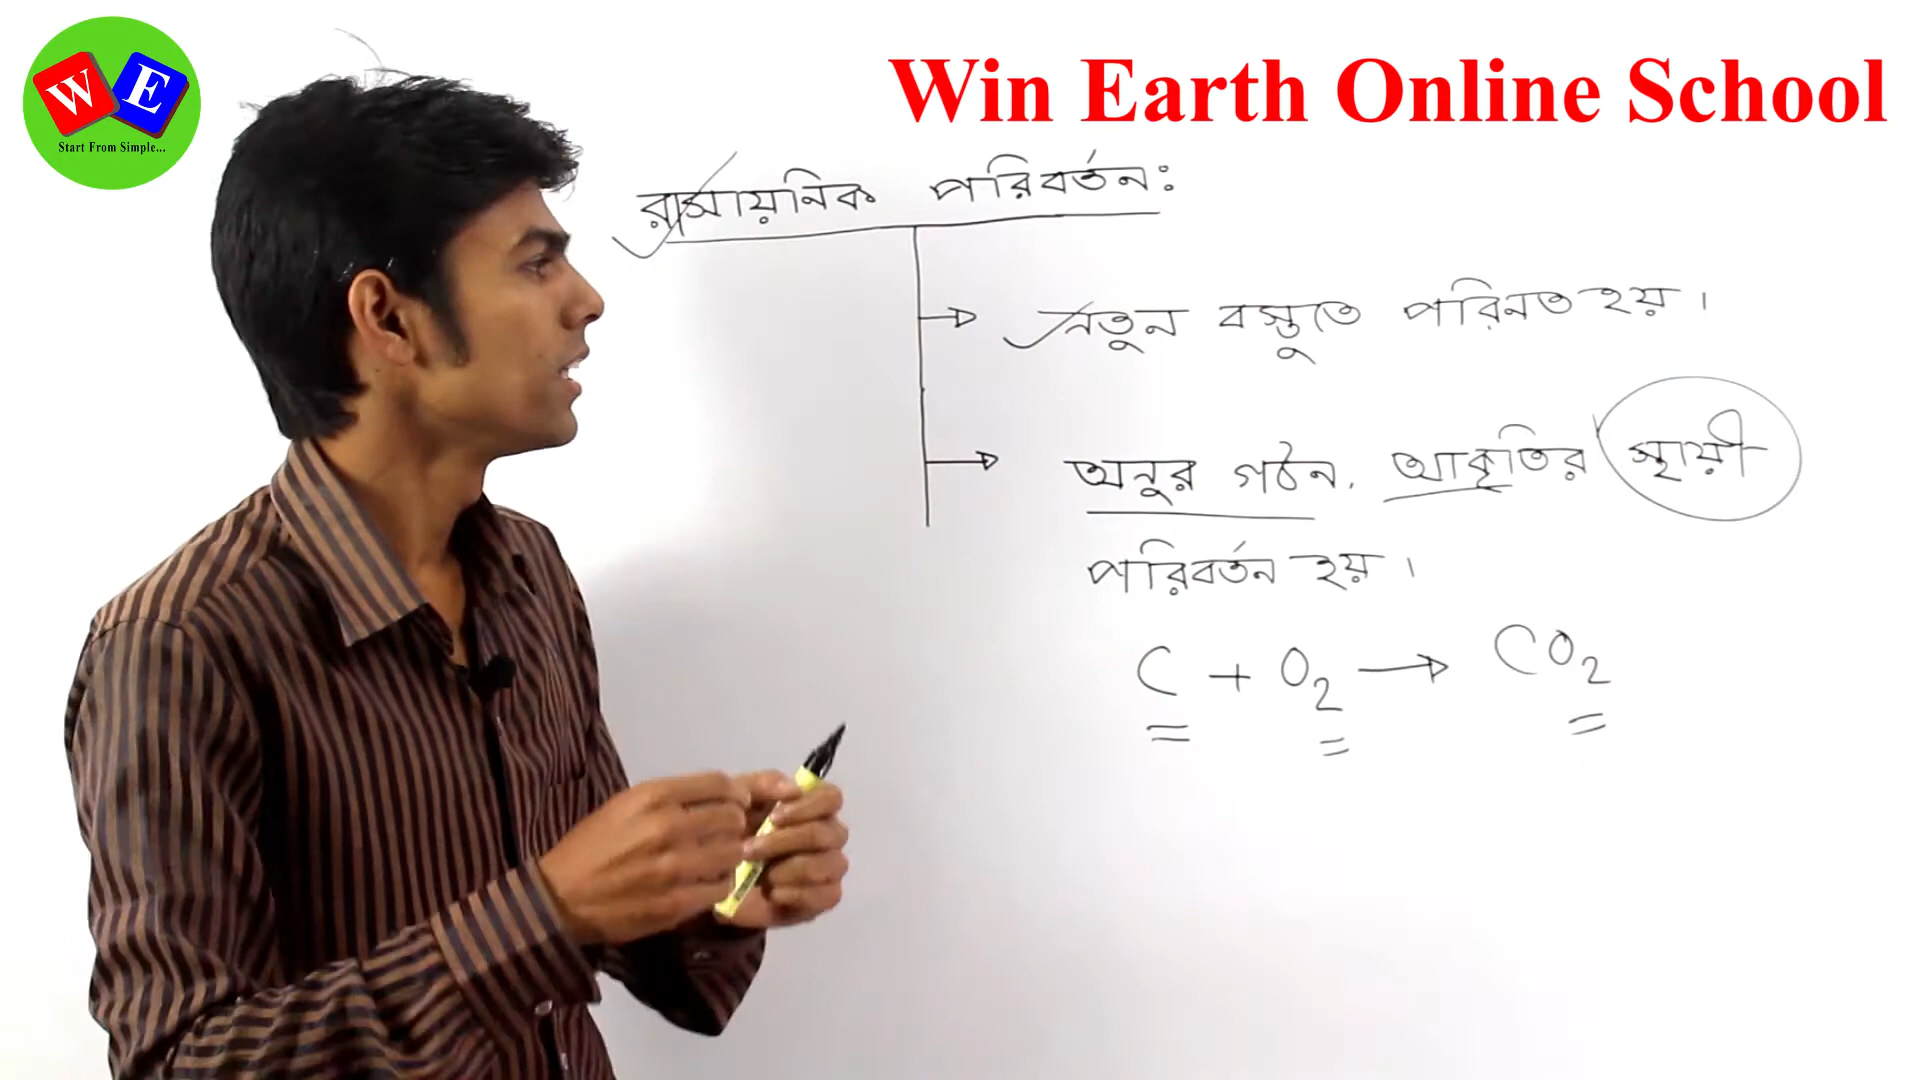 W E
Start From Simple...
Win Earth Online School
রাসায়নিক পরিবর্তন:
নতুন বস্তুতে পরিনত হয়।
অনুর গঠন, আকৃতির স্থায়ী
পরিবর্তন হয়।
C + O₂ → CO₂